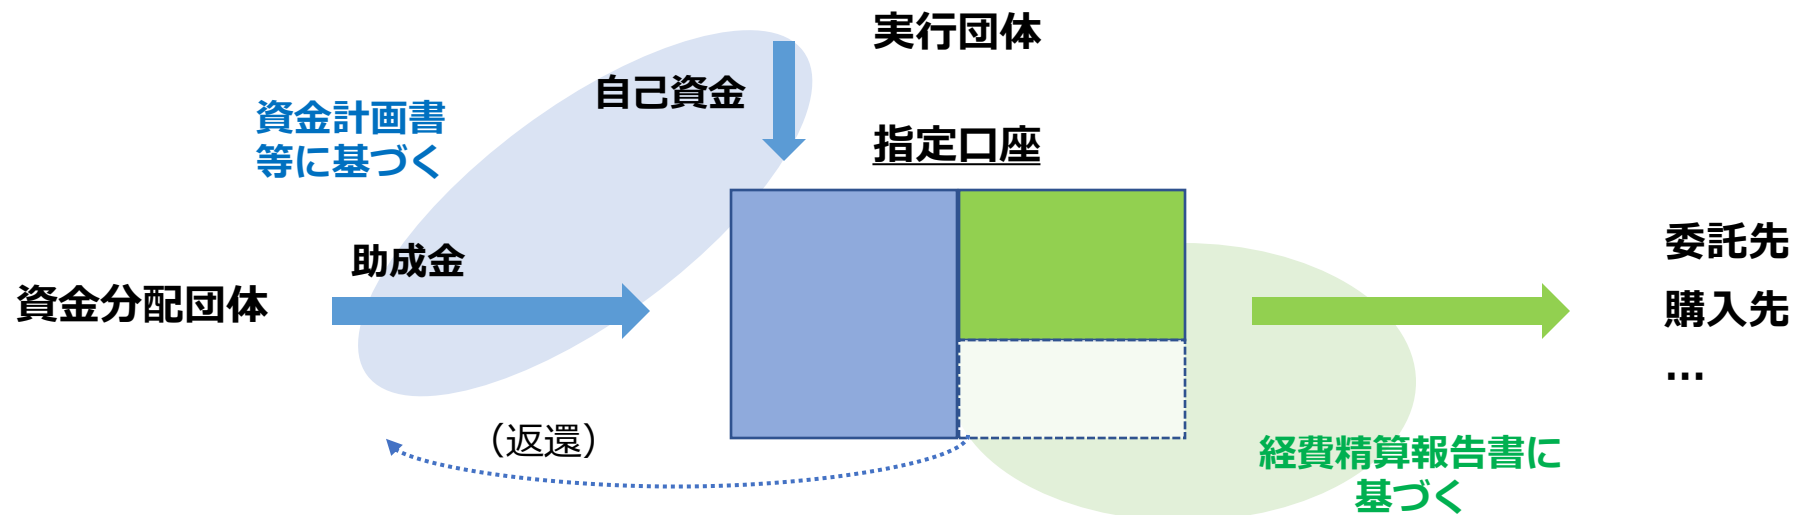 実行団体
自己資金
資金計画書
等に基づく
指定口座
助成金
資金分配団体
委託先
購入先
…
（返還）
経費精算報告書に
基づく